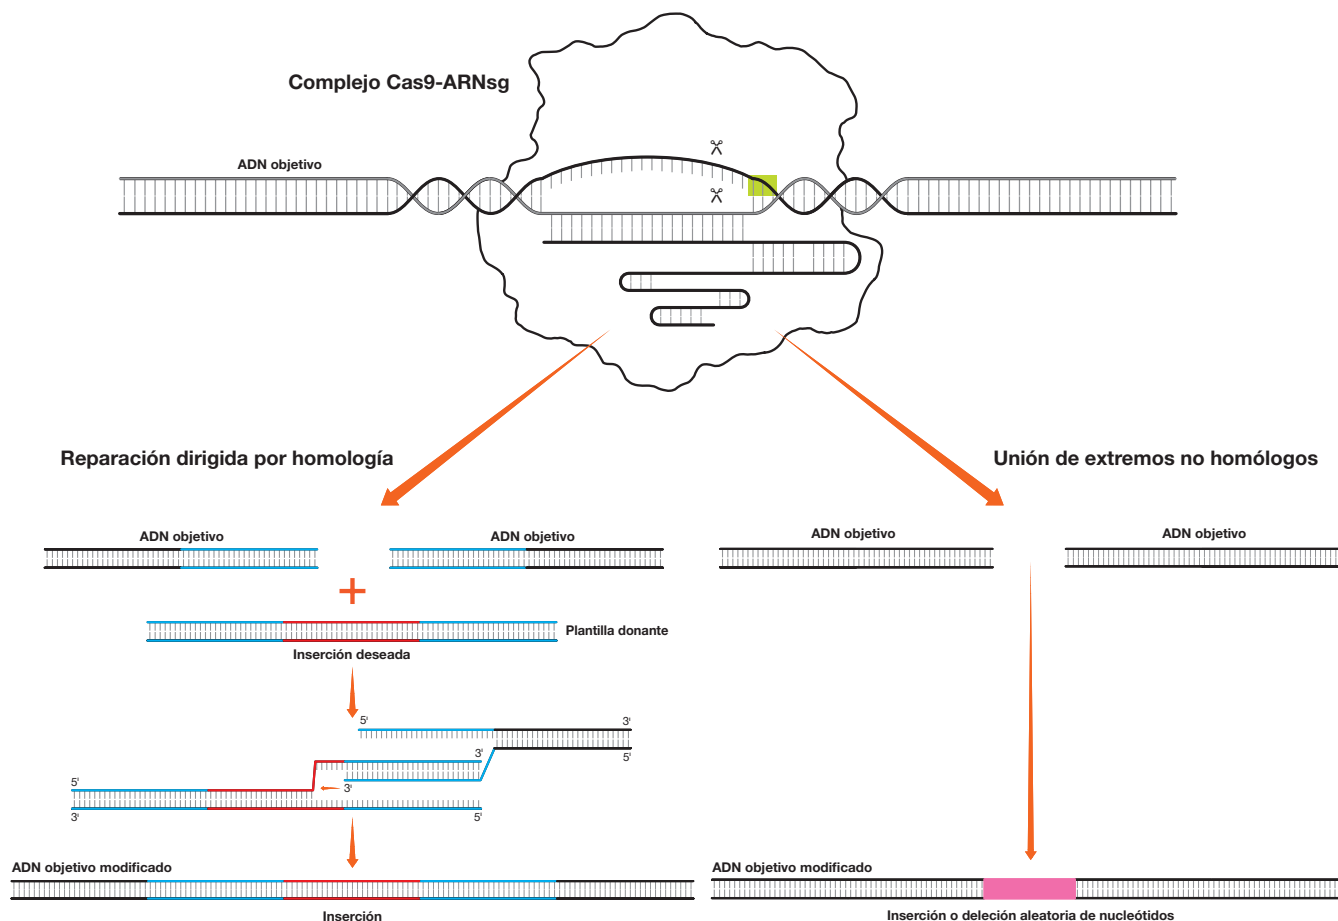 Complejo Cas9-ARNsg
ADN objetivo
Reparación dirigida por homología
Unión de extremos no homólogos
ADN objetivo
ADN objetivo
ADN objetivo
ADN objetivo
+
Plantilla donante
Inserción deseada
5'
3'
3'
5'
5'
3'
3'
5'
ADN objetivo modificado
Inserción
ADN objetivo modificado
Inserción o deleción aleatoria de nucleótidos